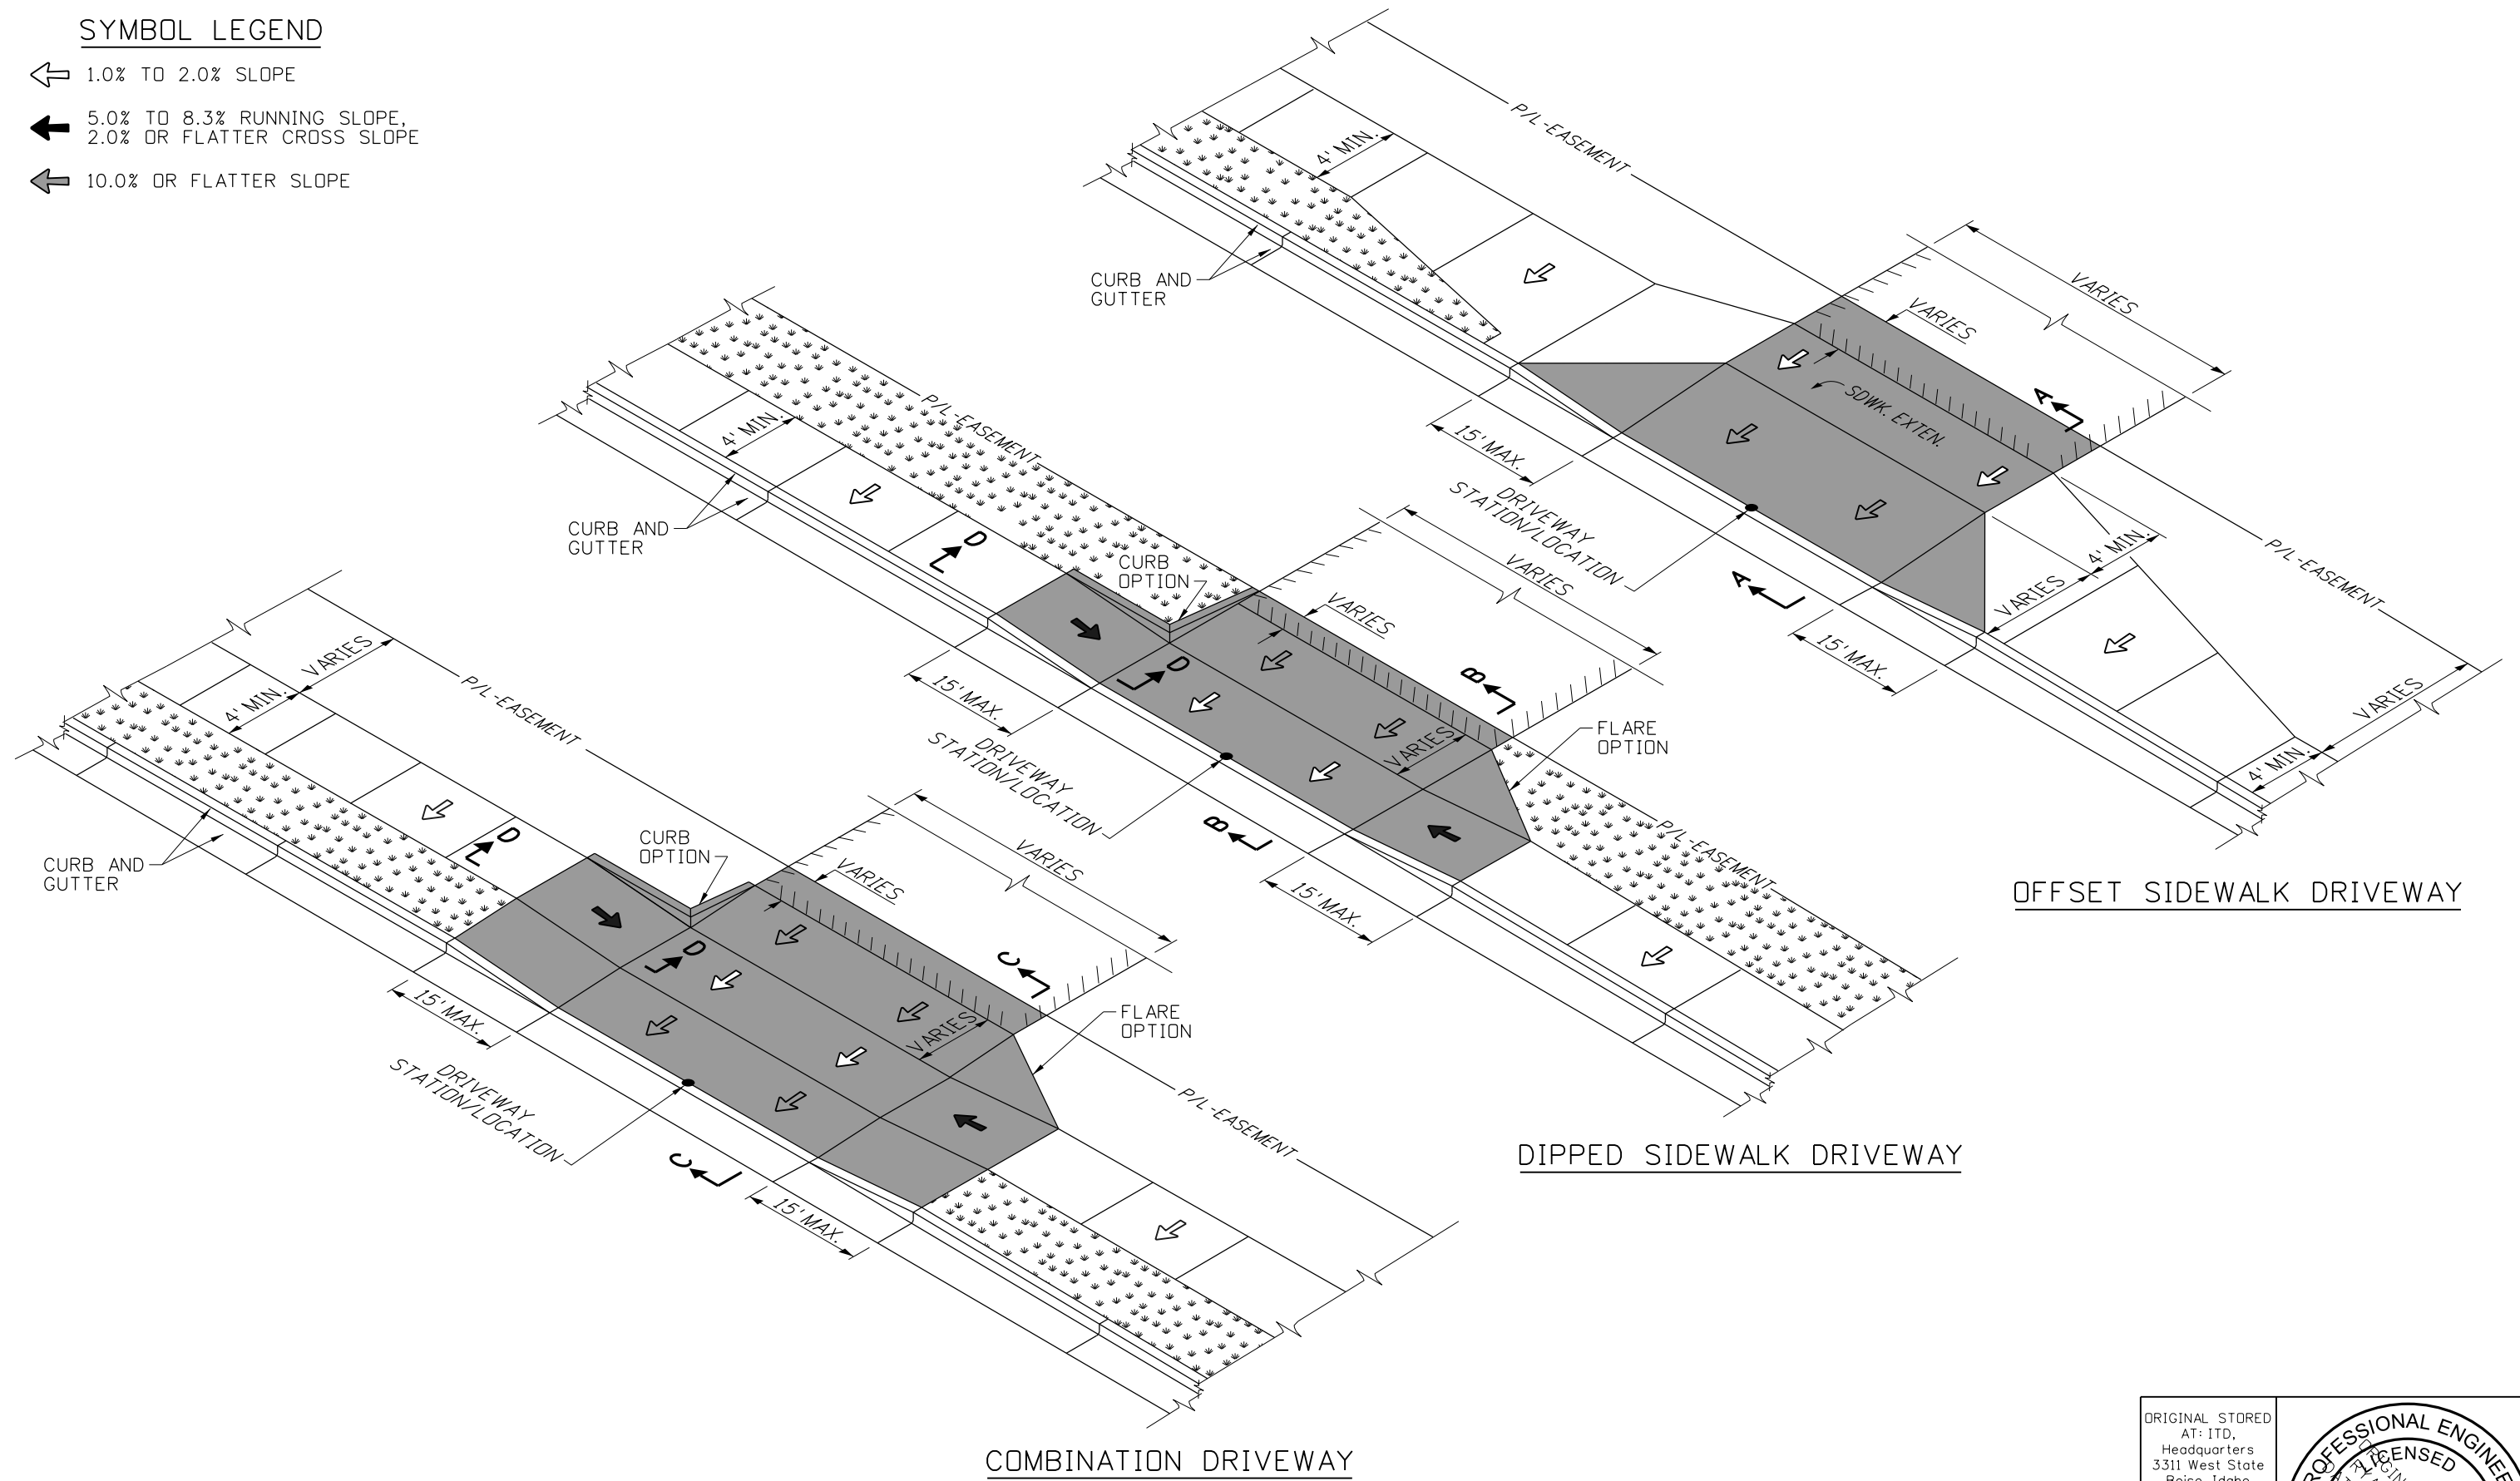 SYMBOL LEGEND
1.0% TO 2.0% SLOPE
5.0% TO 8.3% RUNNING SLOPE,
2.0% OR FLATTER CROSS SLOPE
10.0% OR FLATTER SLOPE
P/L-EASEMENT
4' MIN.
CURB AND
GUTTER
VARIES
VARIES
A
SDWK. EXTEN.
15' MAX.
DRIVEWAY
STATION/LOCATION
A
4' MIN.
VARIES
15' MAX.
P/L-EASEMENT
VARIES
4' MIN.
OFFSET SIDEWALK DRIVEWAY
P/L-EASEMENT
4' MIN.
CURB AND
GUTTER
D
CURB
OPTION
VARIES
VARIES
D
B
15' MAX.
FLARE
OPTION
VARIES
DRIVEWAY
STATION/LOCATION
B
15' MAX.
P/L-EASEMENT
DIPPED SIDEWALK DRIVEWAY
VARIES
4' MIN.
P/L-EASEMENT
CURB AND
GUTTER
D
CURB
OPTION
VARIES
VARIES
D
C
15' MAX.
FLARE
OPTION
VARIES
DRIVEWAY
STATION/LOCATION
C
15' MAX.
P/L-EASEMENT
COMBINATION DRIVEWAY
ORIGINAL STORED
AT: ITD,
Headquarters
3311 West State
Boise, Idaho
PROFESSIONAL ENGINEE
LICENSED